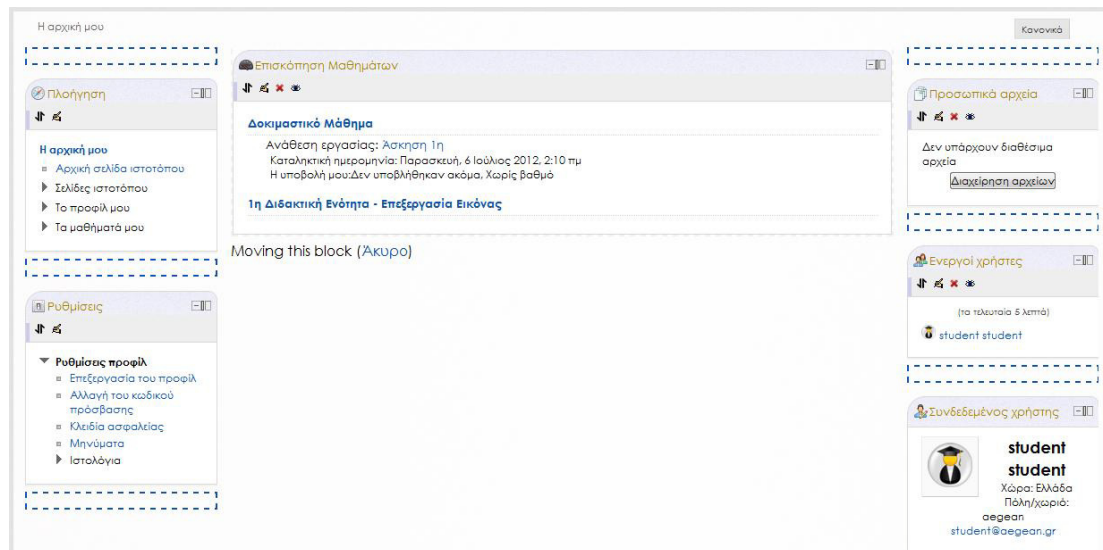 Η αρχική μου
Κανονικά
Πλοήγηση
Η αρχική μου
Αρχική σελίδα ιστοτόπου
Σελίδες ιστοτόπου
Το προφίλ μου
Τα μαθήματά μου
Ρυθμίσεις
Ρυθμίσεις προφίλ
Επεξεργασία του προφίλ
Αλλαγή του κωδικού
πρόσβασης
Κλειδία ασφαλείας
Μηνύματα
Ιστολόγια
Επισκόπηση Μαθημάτων
Δοκιμαστικό Μάθημα
Ανάθεση εργασίας: Άσκηση 1η
Καταληκτική ημερομηνία: Παρασκευή, 6 Ιούλιος 2012, 2:10 πμ
Η υποβολή μου:Δεν υποβλήθηκαν ακόμα, Χωρίς βαθμό
1η Διδακτική Ενότητα - Επεξεργασία Εικόνας
Moving this block (Άκυρο)
Προσωπικά αρχεία
Δεν υπάρχουν διαθέσιμα
αρχεία
Διαχείρηση αρχείων
Ενεργοί χρήστες
(τα τελευταία 5 λεπτά)
student student
Συνδεδεμένος χρήστης
student
student
Χώρα: Ελλάδα
Πόλη/χωριό:
aegean
student@aegean.gr